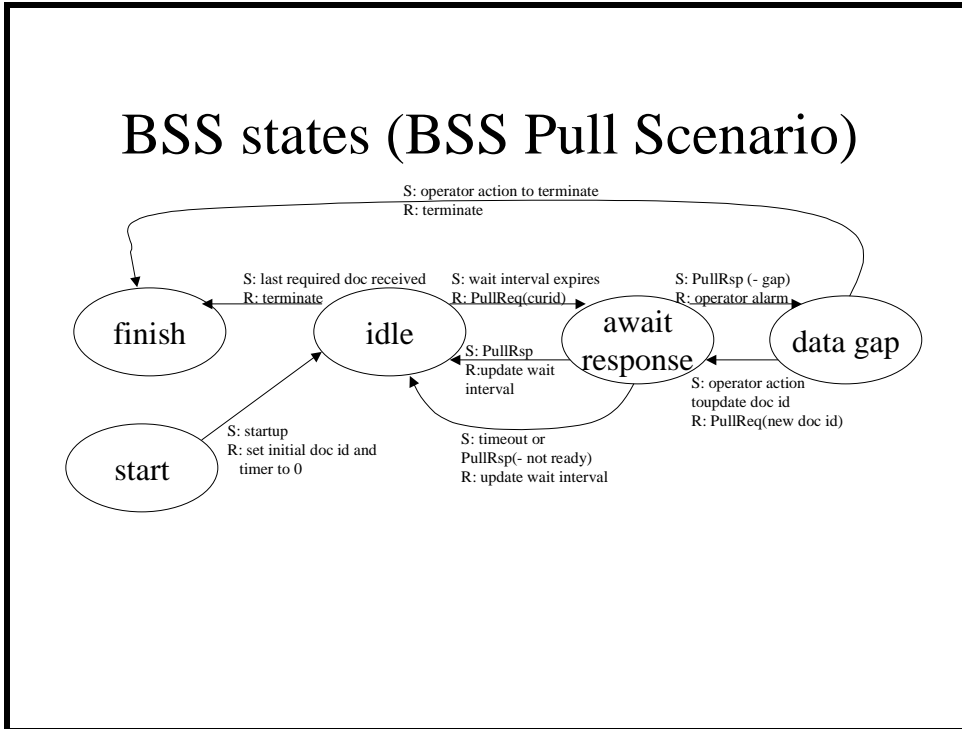 BSS states (BSS Pull Scenario)
S: operator action to terminate
R: terminate
S: last required doc received
R: terminate
S: wait interval expires
R: PullReq(curid)
S: PullRsp (- gap)
R: operator alarm
finish
idle
await
response
data gap
S: PullRsp
R:update wait
interval
S: operator action
toupdate doc id
R: PullReq(new doc id)
S: startup
R: set initial doc id and
timer to 0
S: timeout or
PullRsp(- not ready)
R: update wait interval
start